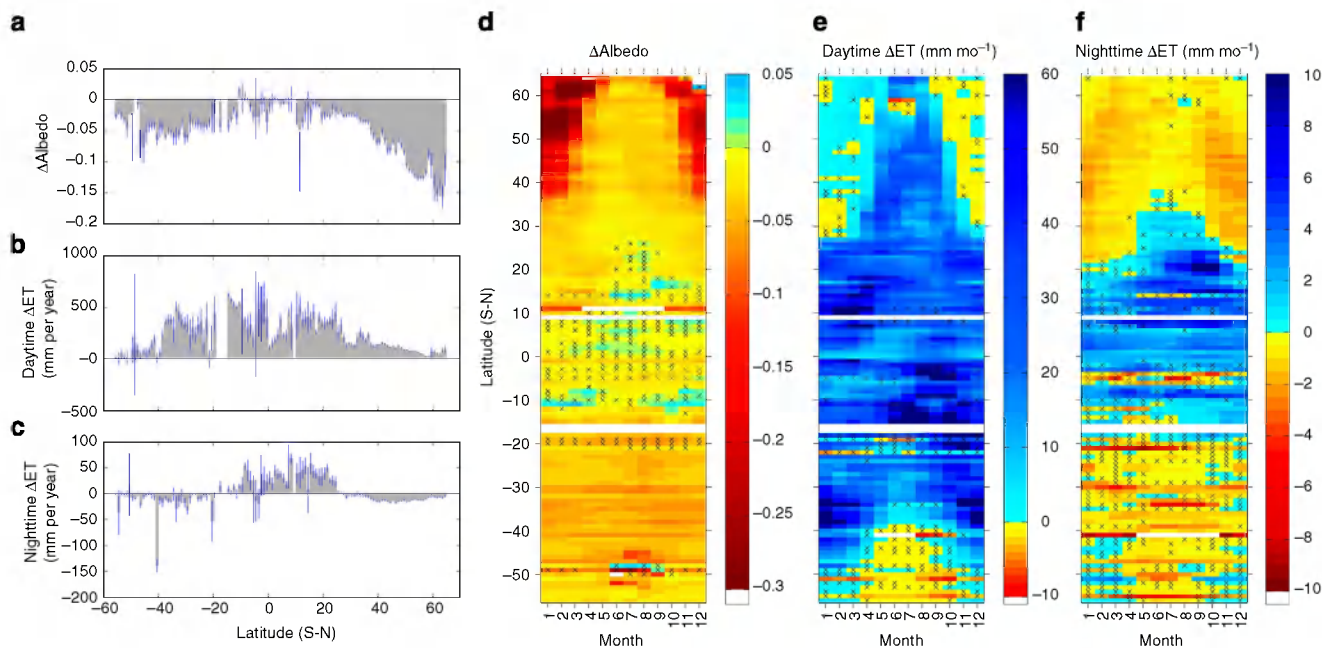 a
ΔAlbedo
0.05
0
−0.05
−0.1
−0.15
−0.2
b
Daytime ΔET
(mm per year)
1000
500
−0
−500
c
Nighttime ΔET
(mm per year)
100
50
0
−50
−100
−150
−200
−60 −40 −20 0 20 40 60
Latitude (S-N)
d
ΔAlbedo
Latitude (S-N)
60
50
40
30
20
10
0
−10
−20
−30
−40
−50
1 2 3 4 5 6 7 8 9 10 11 12
Month
0.05
0
−0.05
−0.1
−0.15
−0.2
−0.25
−0.3
e
Daytime ΔET (mm mo⁻¹)
1 2 3 4 5 6 7 8 9 10 11 12
Month
60
50
40
30
20
10
0
−10
f
Nighttime ΔET (mm mo⁻¹)
1 2 3 4 5 6 7 8 9 10 11 12
Month
10
8
6
4
2
0
−2
−4
−6
−8
−10